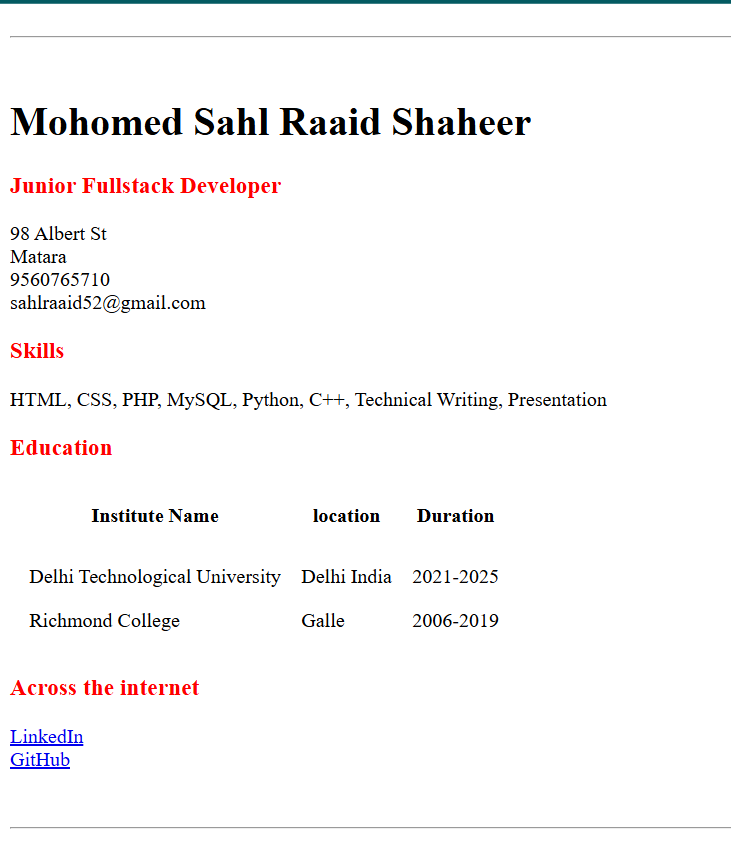 Mohomed Sahl Raaid Shaheer
Junior Fullstack Developer
98 Albert St
Matara
9560765710
sahlraaid52@gmail.com
Skills
HTML, CSS, PHP, MySQL, Python, C++, Technical Writing, Presentation
Education
Institute Name location Duration
Delhi Technological University Delhi India 2021-2025
Richmond College Galle 2006-2019
Across the internet
LinkedIn
GitHub